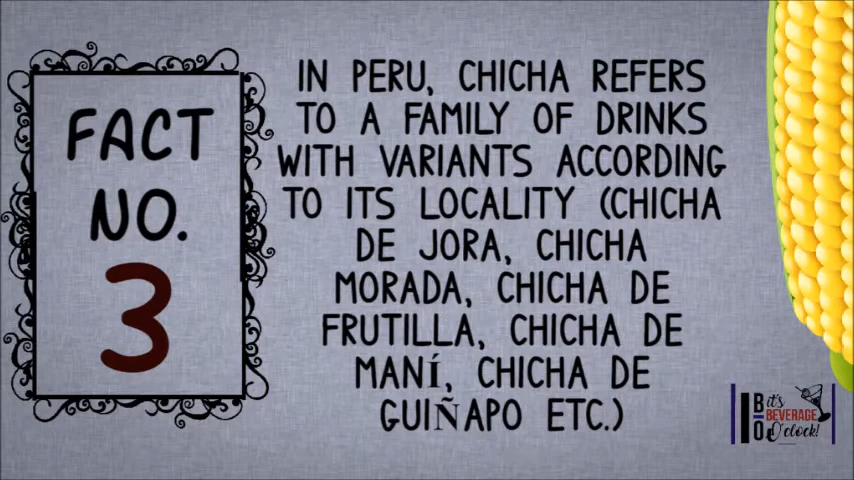 FACT
NO.
3
IN PERU, CHICHA REFERS
TO A FAMILY OF DRINKS
WITH VARIANTS ACCORDING
TO ITS LOCALITY (CHICHA
DE JORA, CHICHA
MORADA, CHICHA DE
FRUTILLA, CHICHA DE
MANÍ, CHICHA DE
GUIÑAPO ETC.)
it's
BEVERAGE
O'clock!